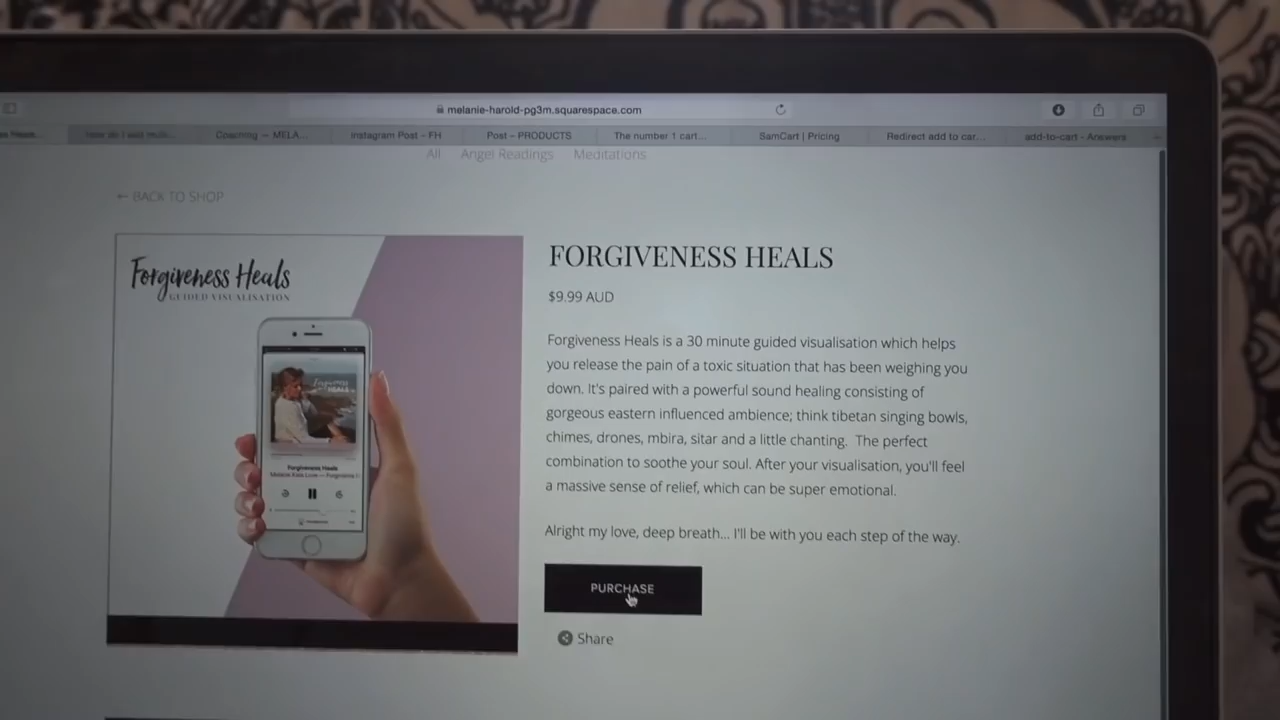 melanie-harold-pg3m.squarespace.com
Coaching — MELA...
Instagram Post – FH
Post – PRODUCTS
The number 1 cart...
SamCart | Pricing
Redirect add to car...
add-to-cart - Answers
All
Angel Readings
Meditations
← BACK TO SHOP
Forgiveness Heals
GUIDED VISUALISATION
Forgiveness Heals
FORGIVENESS HEALS
$9.99 AUD
Forgiveness Heals is a 30 minute guided visualisation which helps
you release the pain of a toxic situation that has been weighing you
down. It's paired with a powerful sound healing consisting of
gorgeous eastern influenced ambience; think tibetan singing bowls,
chimes, drones, mbira, sitar and a little chanting. The perfect
combination to soothe your soul. After your visualisation, you'll feel
a massive sense of relief, which can be super emotional.
Alright my love, deep breath... I'll be with you each step of the way.
PURCHASE
Share